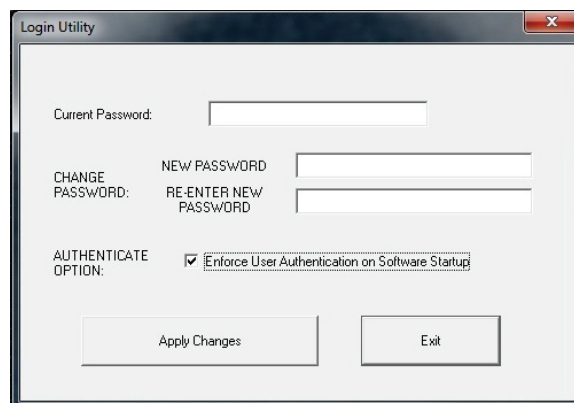 Login Utility
Current Password:
CHANGE
PASSWORD:
NEW PASSWORD
RE-ENTER NEW
PASSWORD
AUTHENTICATE
OPTION:
Enforce User Authentication on Software Startup
Apply Changes
Exit